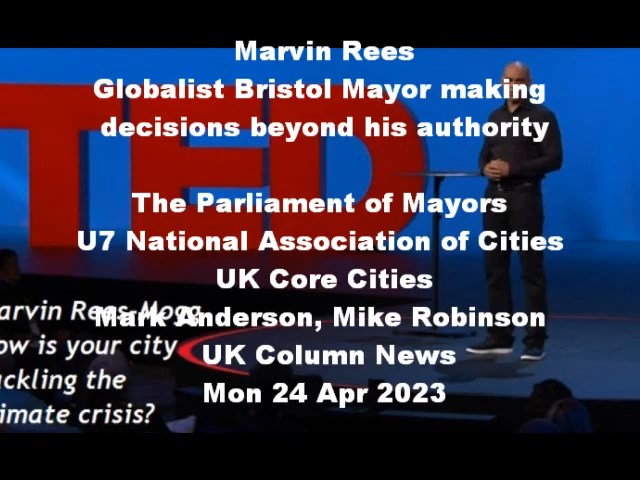 Marvin Rees
Globalist Bristol Mayor making
decisions beyond his authority
TED
The Parliament of Mayors
U7 National Association of Cities
UK Core Cities
Mark Anderson, Mike Robinson
UK Column News
Mon 24 Apr 2023
arvin Rees Mogg
ow is your city
ackling the
imate crisis?